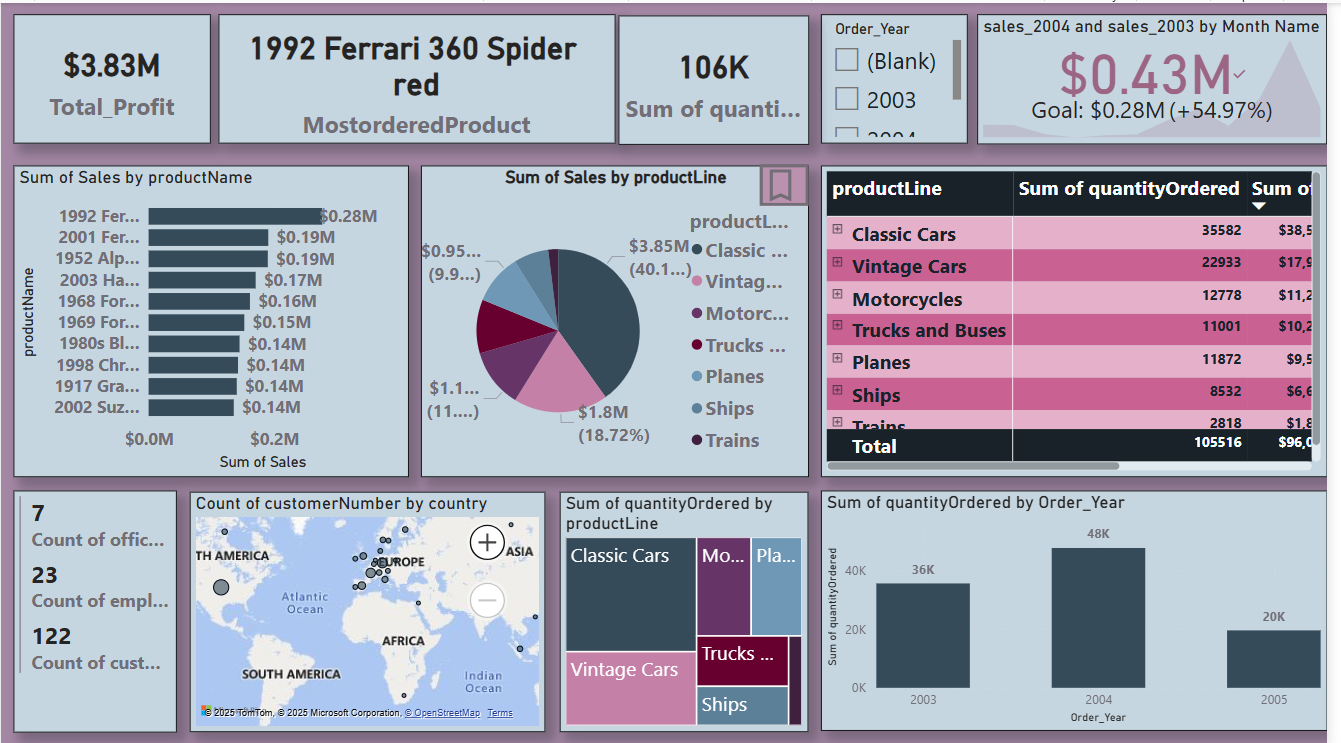 $3.83M
Total_Profit
1992 Ferrari 360 Spider
red
MostorderedProduct
106K
Sum of quanti...
Order_Year
(Blank)
2003
2004
sales_2004 and sales_2003 by Month Name
$0.43M
Goal: $0.28M (+54.97%)
Sum of Sales by productName
productName
1992 Fer... $0.28M
2001 Fer... $0.19M
1952 Alp... $0.19M
2003 Ha... $0.17M
1968 For... $0.16M
1969 For... $0.15M
1980s Bl... $0.14M
1998 Chr... $0.14M
1917 Gra... $0.14M
2002 Suz... $0.14M
$0.0M $0.2M
Sum of Sales
Sum of Sales by productLine
$0.95...
(9.9...)
$3.85M
(40.1...)
$1.1...
(11....)
$1.8M
(18.72%)
productL...
Classic ...
Vintag...
Motorc...
Trucks ...
Planes
Ships
Trains
productLine Sum of quantityOrdered Sum of
Classic Cars 35582 $38,5
Vintage Cars 22933 $17,9
Motorcycles 12778 $11,2
Trucks and Buses 11001 $10,2
Planes 11872 $9,5
Ships 8532 $6,6
Trains 2818 $1,8
Total 105516 $96,0
7
Count of offic...
23
Count of empl...
122
Count of cust...
Count of customerNumber by country
TH AMERICA
EUROPE
ASIA
Atlantic
Ocean
AFRICA
SOUTH AMERICA
Indian
Ocean
© 2025 TomTom, © 2025 Microsoft Corporation, © OpenStreetMap Terms
Sum of quantityOrdered by
productLine
Classic Cars
Mo...
Pla...
Vintage Cars
Trucks ...
Ships
Sum of quantityOrdered by Order_Year
Sum of quantityOrdered
40K
20K
0K
36K
48K
20K
2003 2004 2005
Order_Year